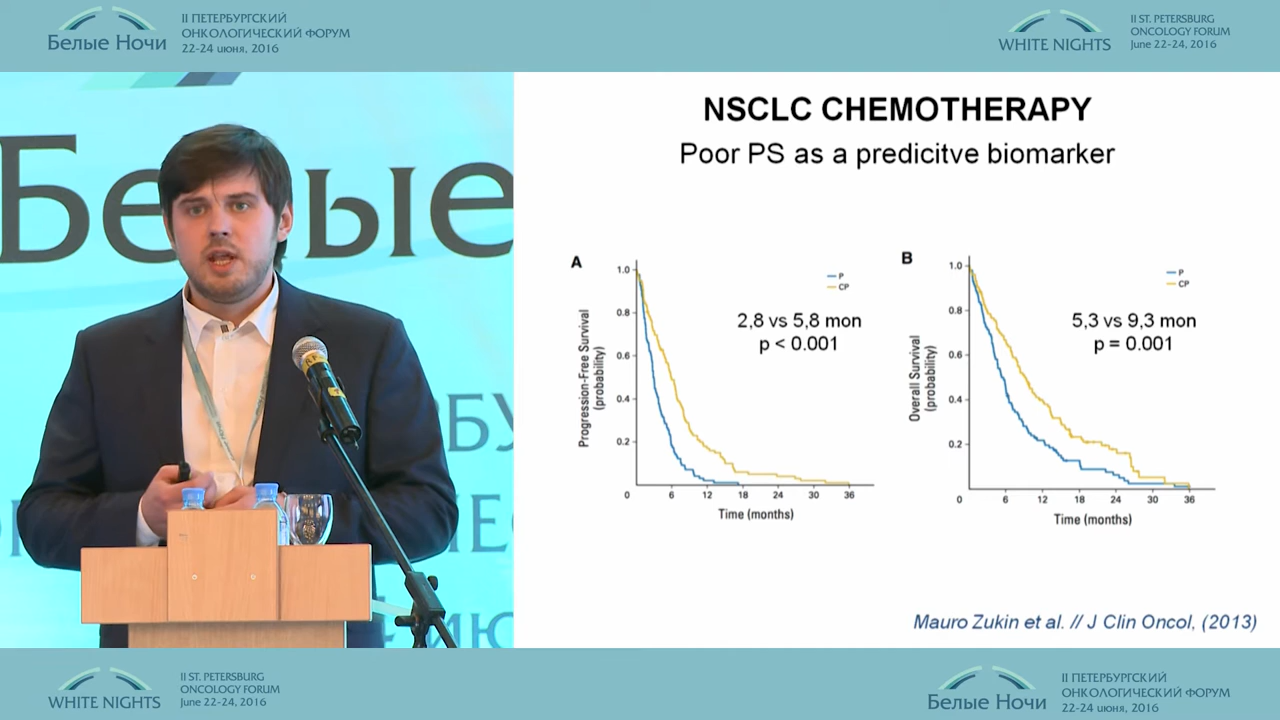 Белые Ночи
II ПЕТЕРБУРГСКИЙ
ОНКОЛОГИЧЕСКИЙ ФОРУМ
22-24 июня, 2016
WHITE NIGHTS
II ST. PETERSBURG
ONCOLOGY FORUM
June 22-24, 2016
Бе ые
NSCLC CHEMOTHERAPY
Poor PS as a predicitve biomarker
A
P
CP
2,8 vs 5,8 mon
p < 0.001
Progression-Free Survival
(probability)
1.0
0.8
0.6
0.4
0.2
0
6
12
18
24
30
36
Time (months)
B
P
CP
5,3 vs 9,3 mon
p = 0.001
Overall Survival
(probability)
1.0
0.8
0.6
0.4
0.2
0
6
12
18
24
30
36
Time (months)
Mauro Zukin et al. // J Clin Oncol, (2013)
WHITE NIGHTS
II ST. PETERSBURG
ONCOLOGY FORUM
June 22-24, 2016
Белые Ночи
II ПЕТЕРБУРГСКИЙ
ОНКОЛОГИЧЕСКИЙ ФОРУМ
22-24 июня, 2016